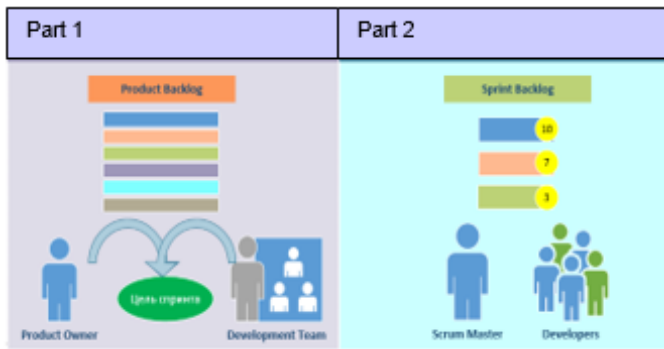 Part 1
Part 2
Product Backlog
Sprint Backlog
10
7
3
Цель спринта
Product Owner
Development Team
Scrum Master
Developers